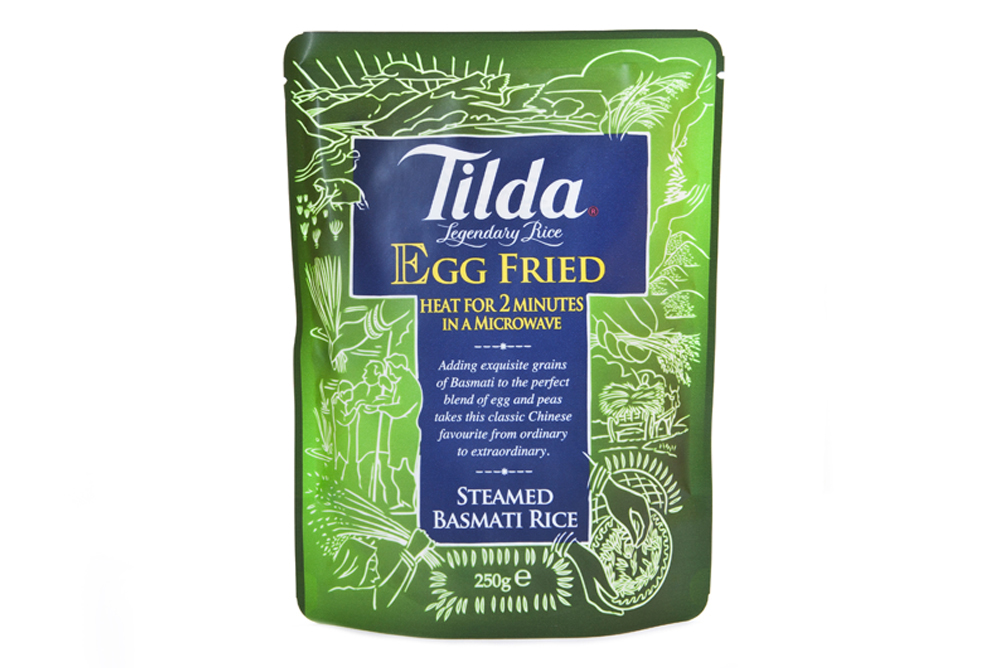 Tilda®
Legendary Rice
EGG FRIED
HEAT FOR 2 MINUTES
IN A MICROWAVE
Adding exquisite grains
of Basmati to the perfect
blend of egg and peas
takes this classic Chinese
favourite from ordinary
to extraordinary.
STEAMED
BASMATI RICE
250g ℮